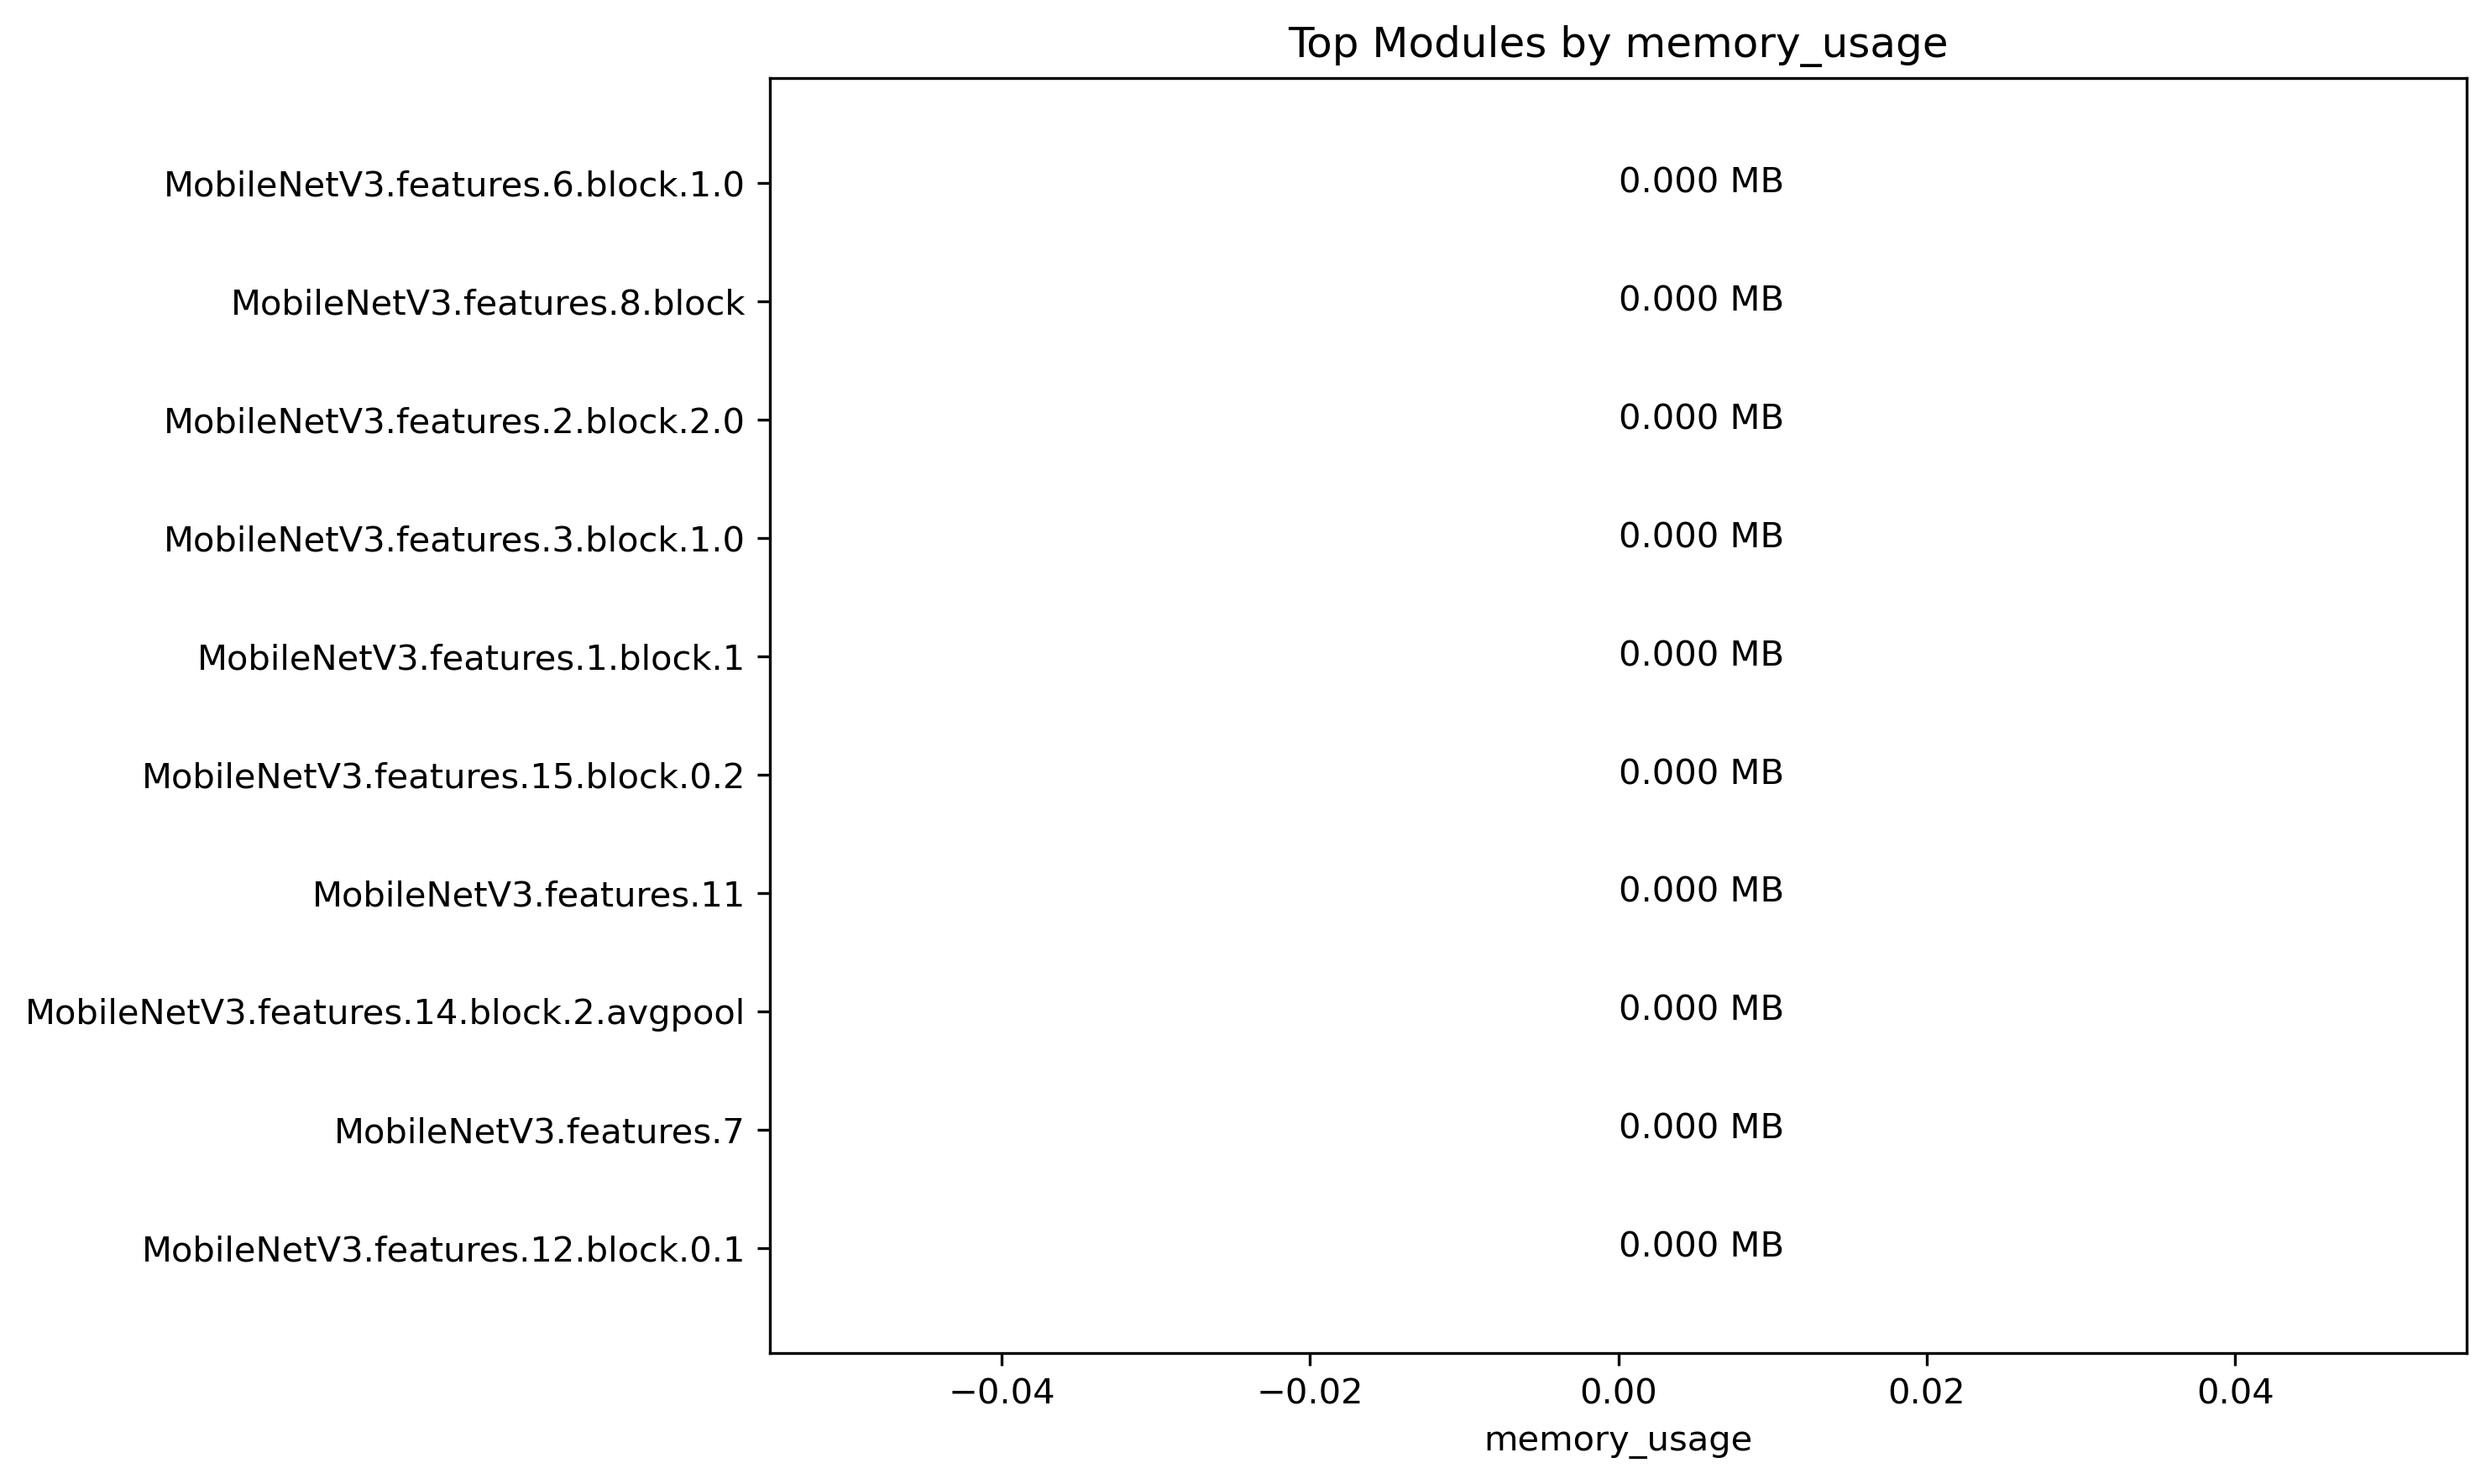 Top Modules by memory_usage
MobileNetV3.features.6.block.1.0 0.000 MB
MobileNetV3.features.8.block 0.000 MB
MobileNetV3.features.2.block.2.0 0.000 MB
MobileNetV3.features.3.block.1.0 0.000 MB
MobileNetV3.features.1.block.1 0.000 MB
MobileNetV3.features.15.block.0.2 0.000 MB
MobileNetV3.features.11 0.000 MB
MobileNetV3.features.14.block.2.avgpool 0.000 MB
MobileNetV3.features.7 0.000 MB
MobileNetV3.features.12.block.0.1 0.000 MB
−0.04 −0.02 0.00 0.02 0.04
memory_usage